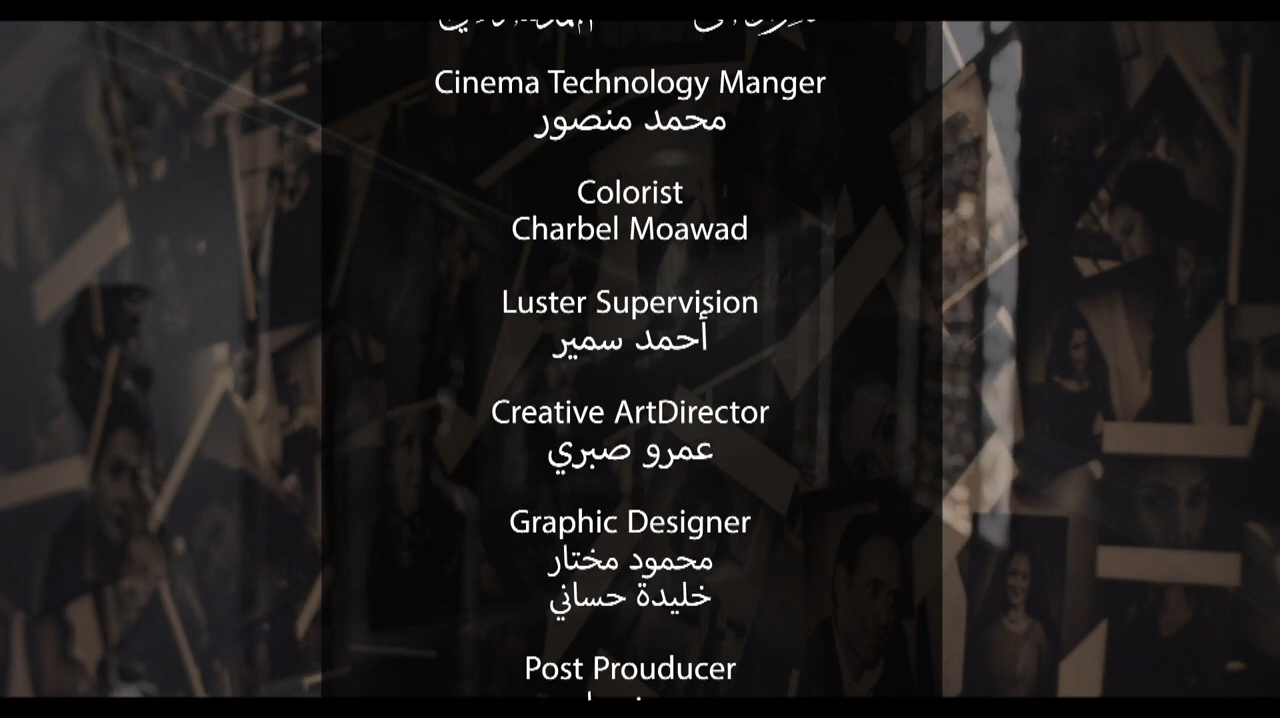 Cinema Technology Manger
محمد منصور
Colorist
Charbel Moawad
Luster Supervision
أحمد سمير
Creative ArtDirector
عمرو صبري
Graphic Designer
محمود مختار
خليدة حساني
Post Prouducer